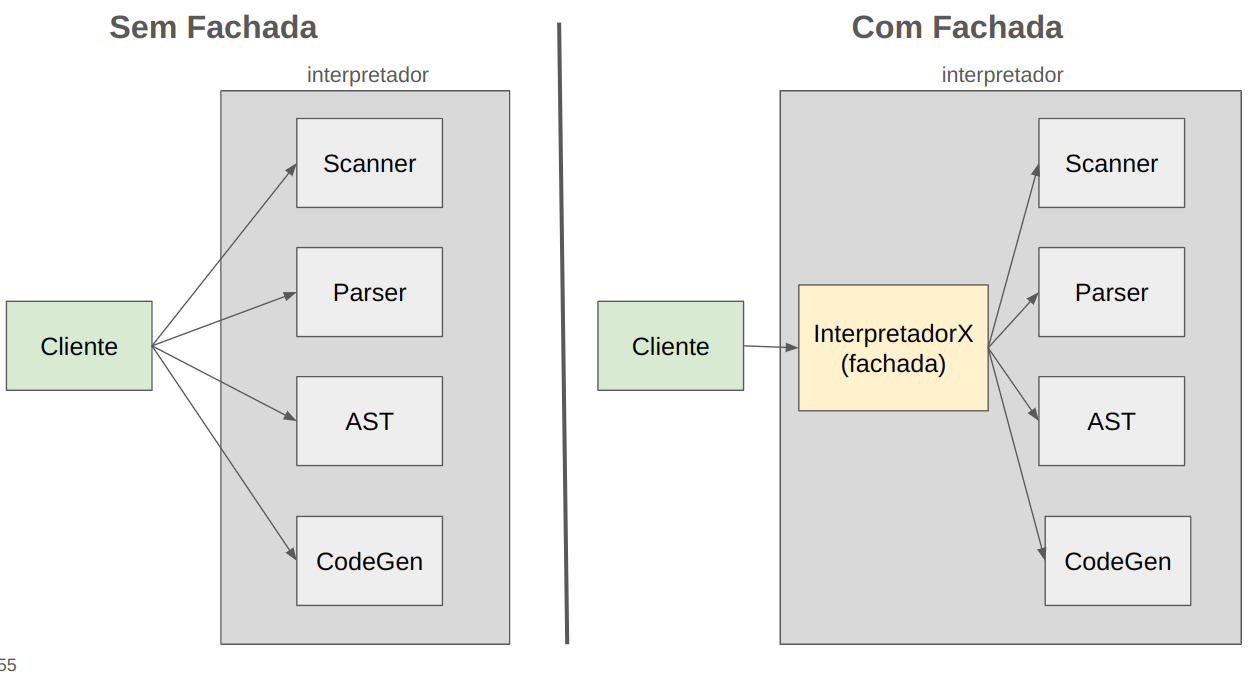 Sem Fachada
interpretador
Scanner
Parser
Cliente
AST
CodeGen
Com Fachada
interpretador
Scanner
Parser
Cliente
InterpretadorX
(fachada)
AST
CodeGen
55